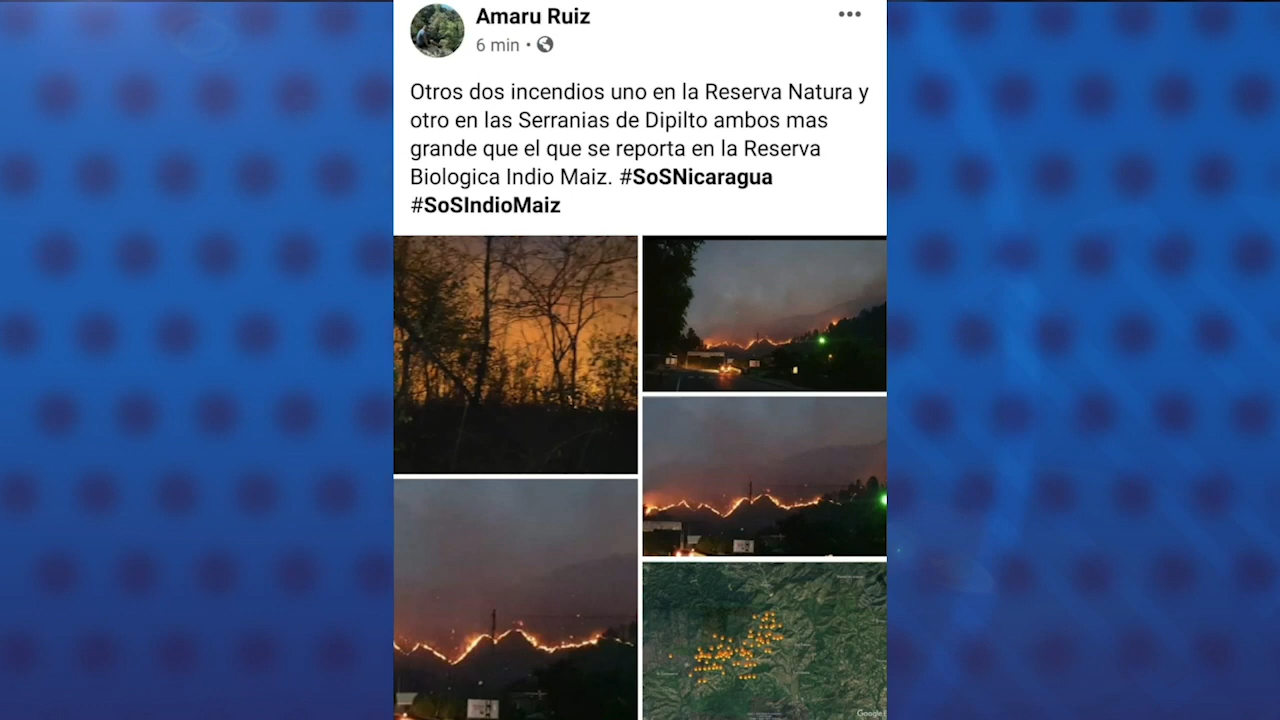 Amaru Ruiz
6 min •
Otros dos incendios uno en la Reserva Natura y
otro en las Serranias de Dipilto ambos mas
grande que el que se reporta en la Reserva
Biologica Indio Maiz. #SoSNicaragua
#SoSIndioMaiz
Google